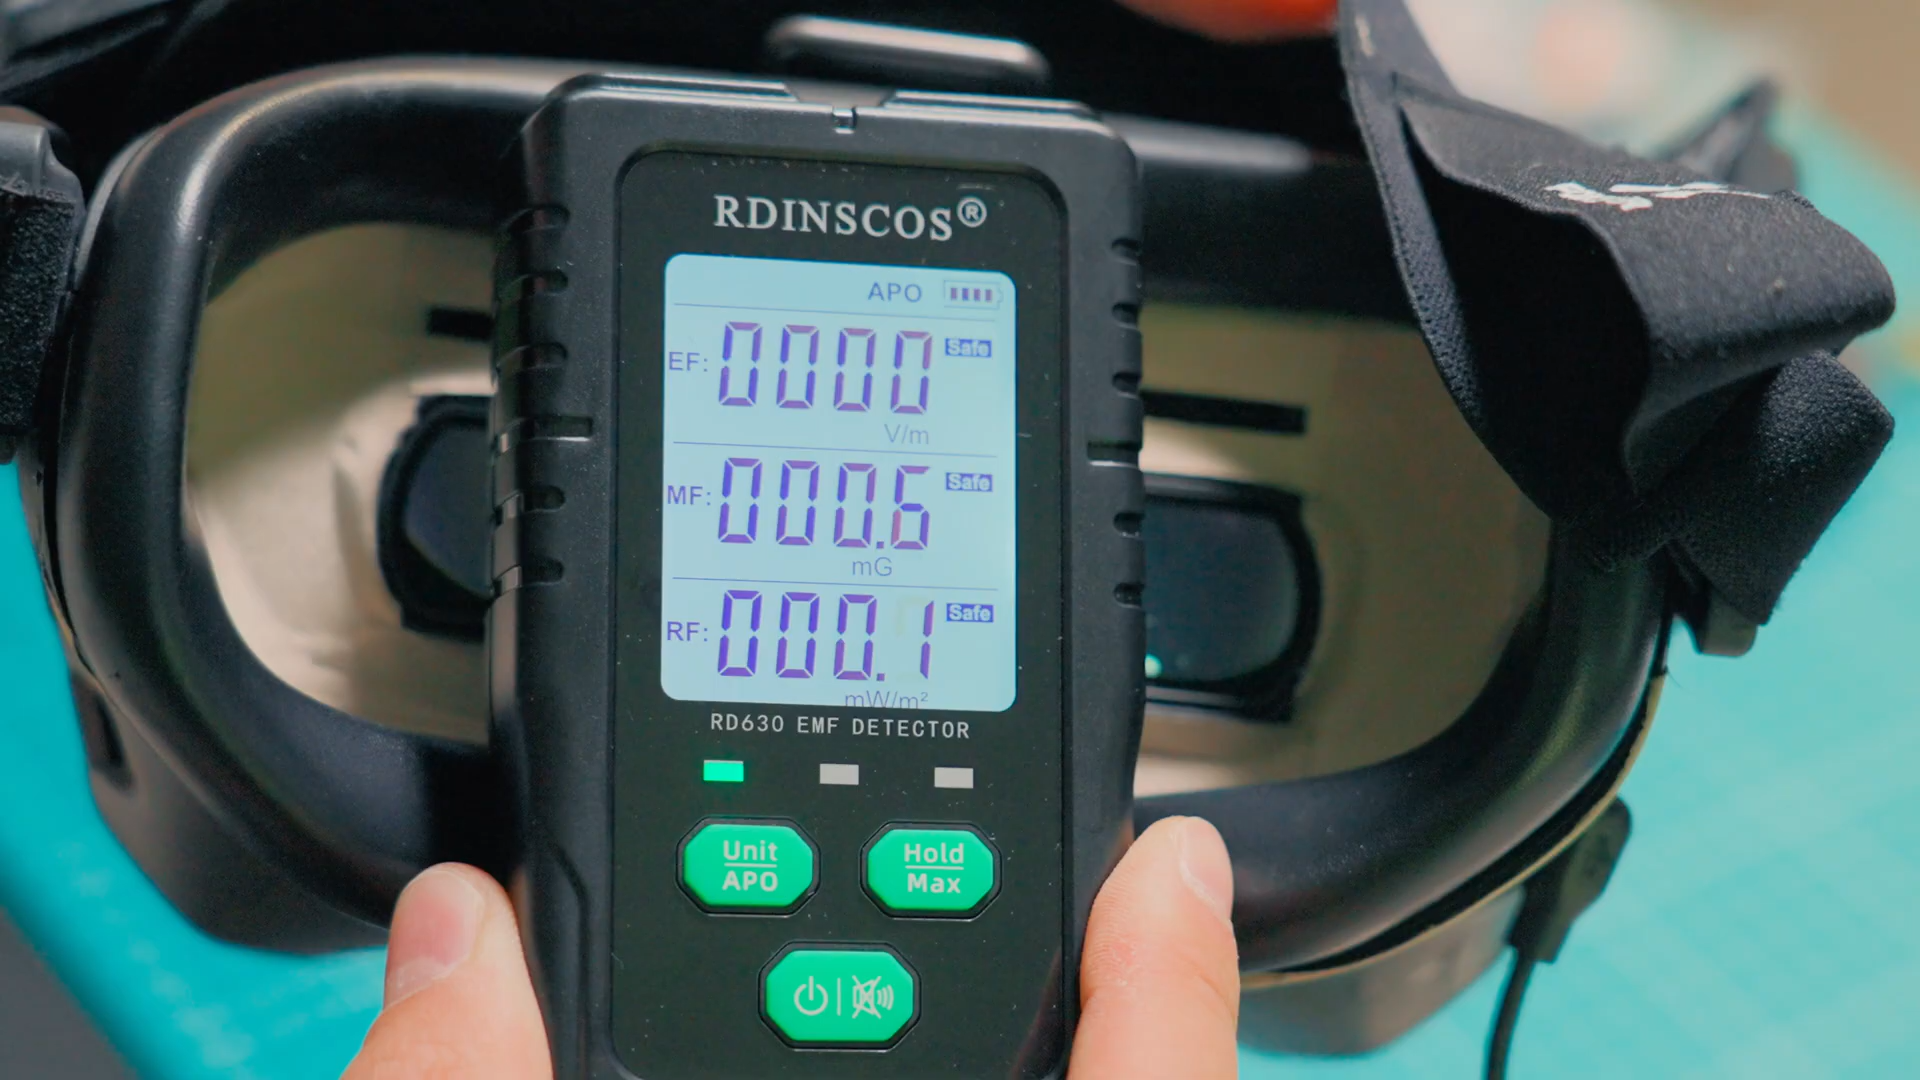 RDINSCOS®
APO
EF: 0000 Safe
V/m
MF: 000.6 Safe
mG
RF: 000.1 Safe
mW/m²
RD630 EMF DETECTOR
Unit
APO
Hold
Max